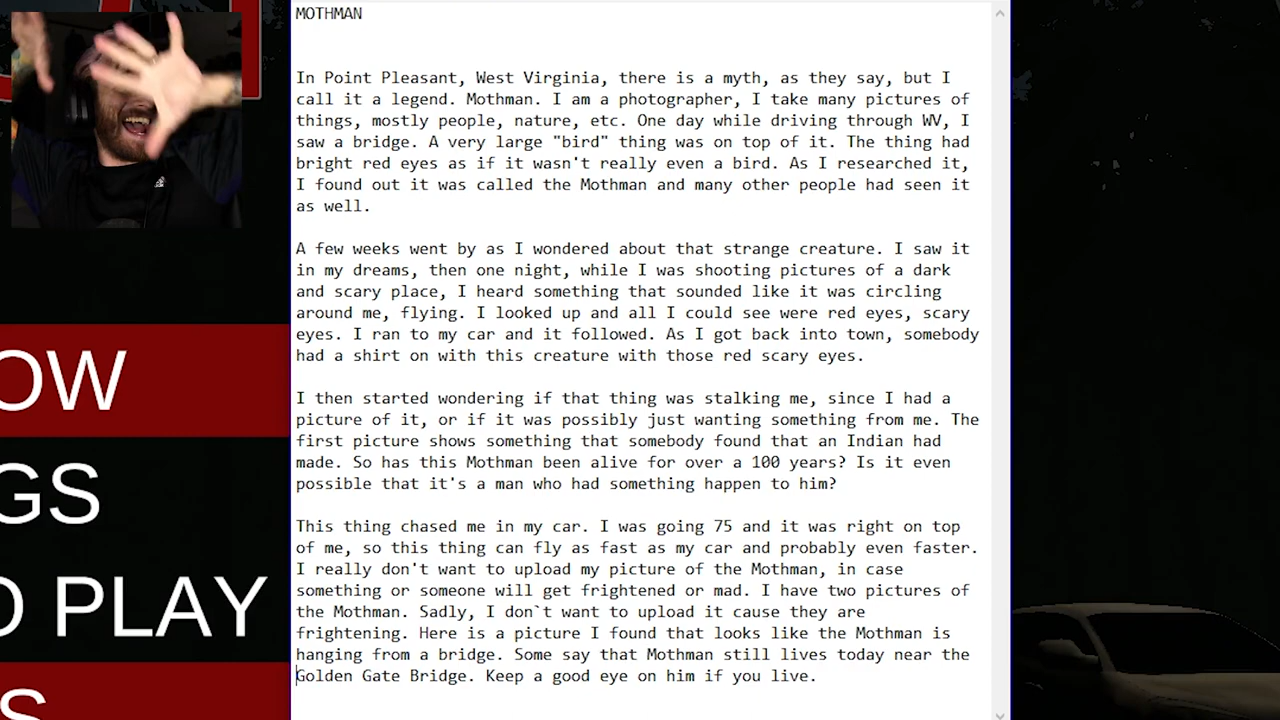 MOTHMAN
In Point Pleasant, West Virginia, there is a myth, as they say, but I
call it a legend. Mothman. I am a photographer, I take many pictures of
things, mostly people, nature, etc. One day while driving through WV, I
saw a bridge. A very large "bird" thing was on top of it. The thing had
bright red eyes as if it wasn't really even a bird. As I researched it,
I found out it was called the Mothman and many other people had seen it
as well.
A few weeks went by as I wondered about that strange creature. I saw it
in my dreams, then one night, while I was shooting pictures of a dark
and scary place, I heard something that sounded like it was circling
around me, flying. I looked up and all I could see were red eyes, scary
eyes. I ran to my car and it followed. As I got back into town, somebody
had a shirt on with this creature with those red scary eyes.
I then started wondering if that thing was stalking me, since I had a
picture of it, or if it was possibly just wanting something from me. The
first picture shows something that somebody found that an Indian had
made. So has this Mothman been alive for over a 100 years? Is it even
possible that it's a man who had something happen to him?
This thing chased me in my car. I was going 75 and it was right on top
of me, so this thing can fly as fast as my car and probably even faster.
I really don't want to upload my picture of the Mothman, in case
something or someone will get frightened or mad. I have two pictures of
the Mothman. Sadly, I don`t want to upload it cause they are
frightening. Here is a picture I found that looks like the Mothman is
hanging from a bridge. Some say that Mothman still lives today near the
Golden Gate Bridge. Keep a good eye on him if you live.
OW
GS
PLAY
S